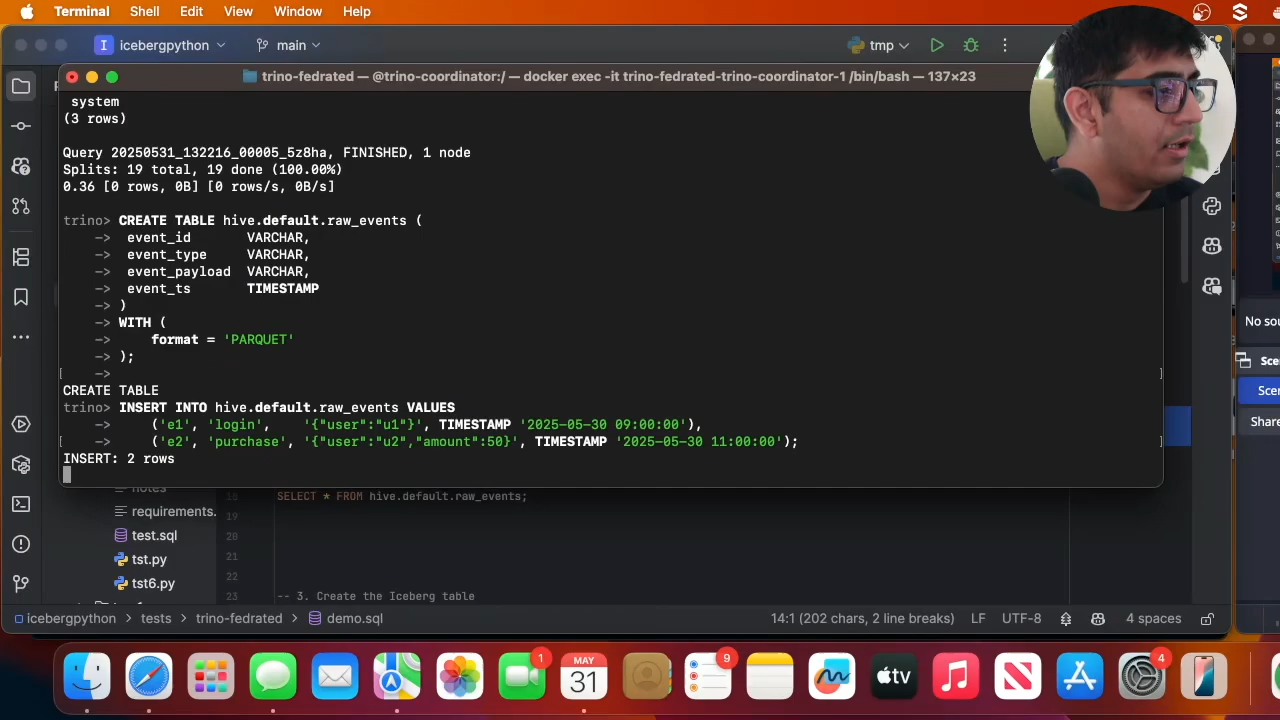 Terminal Shell Edit View Window Help
I icebergpython main tmp
trino-fedrated — @trino-coordinator:/ — docker exec -it trino-fedrated-trino-coordinator-1 /bin/bash — 137×23
system
(3 rows)
Query 20250531_132216_00005_5z8ha, FINISHED, 1 node
Splits: 19 total, 19 done (100.00%)
0.36 [0 rows, 0B] [0 rows/s, 0B/s]
trino> CREATE TABLE hive.default.raw_events (
-> event_id VARCHAR,
-> event_type VARCHAR,
-> event_payload VARCHAR,
-> event_ts TIMESTAMP
-> )
-> WITH (
-> format = 'PARQUET'
-> );
[ -> ]
CREATE TABLE
trino> INSERT INTO hive.default.raw_events VALUES
-> ('e1', 'login', '{"user":"u1"}', TIMESTAMP '2025-05-30 09:00:00'),
[ -> ('e2', 'purchase', '{"user":"u2","amount":50}', TIMESTAMP '2025-05-30 11:00:00'); ]
INSERT: 2 rows
No sou
Scer
Share
notes
18 SELECT * FROM hive.default.raw_events;
requirements.
19
test.sql
20
tst.py
21
tst6.py
22
23 -- 3. Create the Iceberg table
icebergpython > tests > trino-fedrated > demo.sql 14:1 (202 chars, 2 line breaks) LF UTF-8 4 spaces
1 MAY 9 4
31 tv